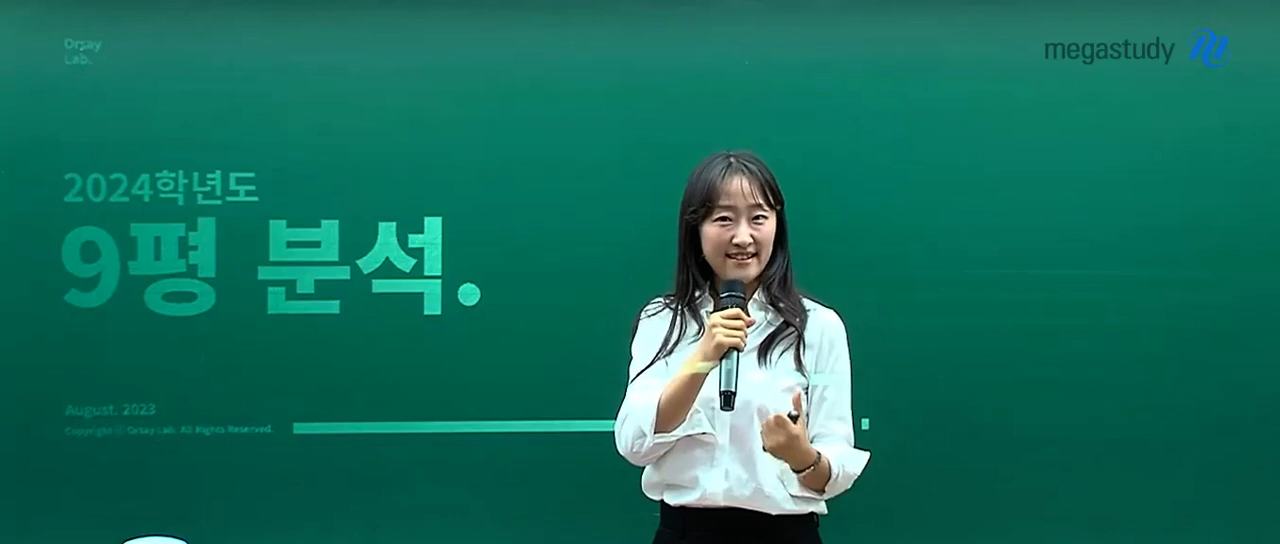 Orsay
Lab.
megastudy
2024학년도
9평 분석.
August. 2023
Copyright ⓒ Orsay Lab. All Rights Reserved.